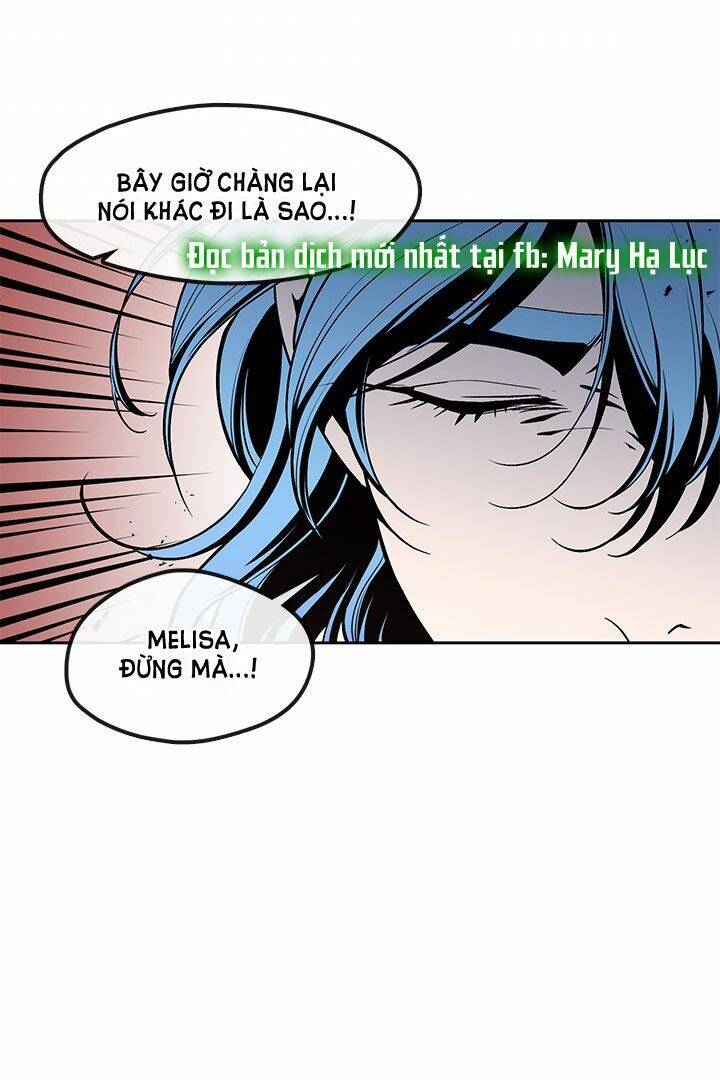 BÂY GIỜ CHÀNG LẠI
NÓI KHÁC ĐI LÀ SAO...!
Đọc bản dịch mới nhất tại fb: Mary Hạ Lục
MELISA,
ĐỪNG MÀ...!